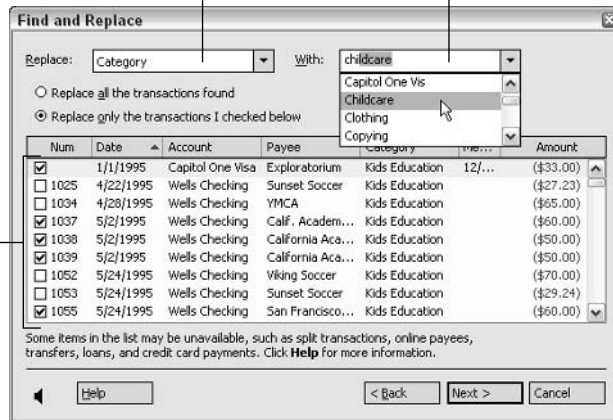 Find and Replace
Replace: Category With: childcare
Capitol One Vis
Childcare
Clothing
Copying
Replace all the transactions found
Replace only the transactions I checked below
Num Date Account Payee Category Me... Amount
1/1/1995 Capitol One Visa Exploratorium Kids Education 12/... ($33.00)
1025 4/22/1995 Wells Checking Sunset Soccer Kids Education ($27.23)
1034 4/28/1995 Wells Checking YMCA Kids Education ($65.00)
1037 5/2/1995 Wells Checking Calif. Academ... Kids Education ($60.00)
1038 5/2/1995 Wells Checking California Aca... Kids Education ($50.00)
1039 5/2/1995 Wells Checking California Aca... Kids Education ($50.00)
1052 5/24/1995 Wells Checking Viking Soccer Kids Education ($70.00)
1053 5/24/1995 Wells Checking Sunset Soccer Kids Education ($29.24)
1055 5/24/1995 Wells Checking San Francisco... Kids Education ($60.00)
Some items in the list may be unavailable, such as split transactions, online payees,
transfers, loans, and credit card payments. Click Help for more information.
Help < Back Next > Cancel